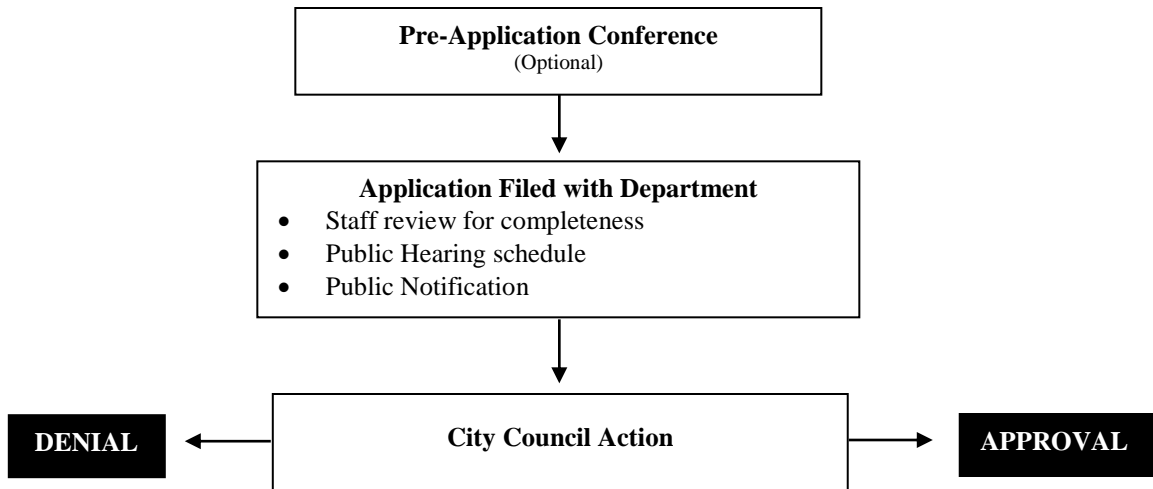 Pre-Application Conference
(Optional)
Application Filed with Department
• Staff review for completeness
• Public Hearing schedule
• Public Notification
DENIAL
City Council Action
APPROVAL